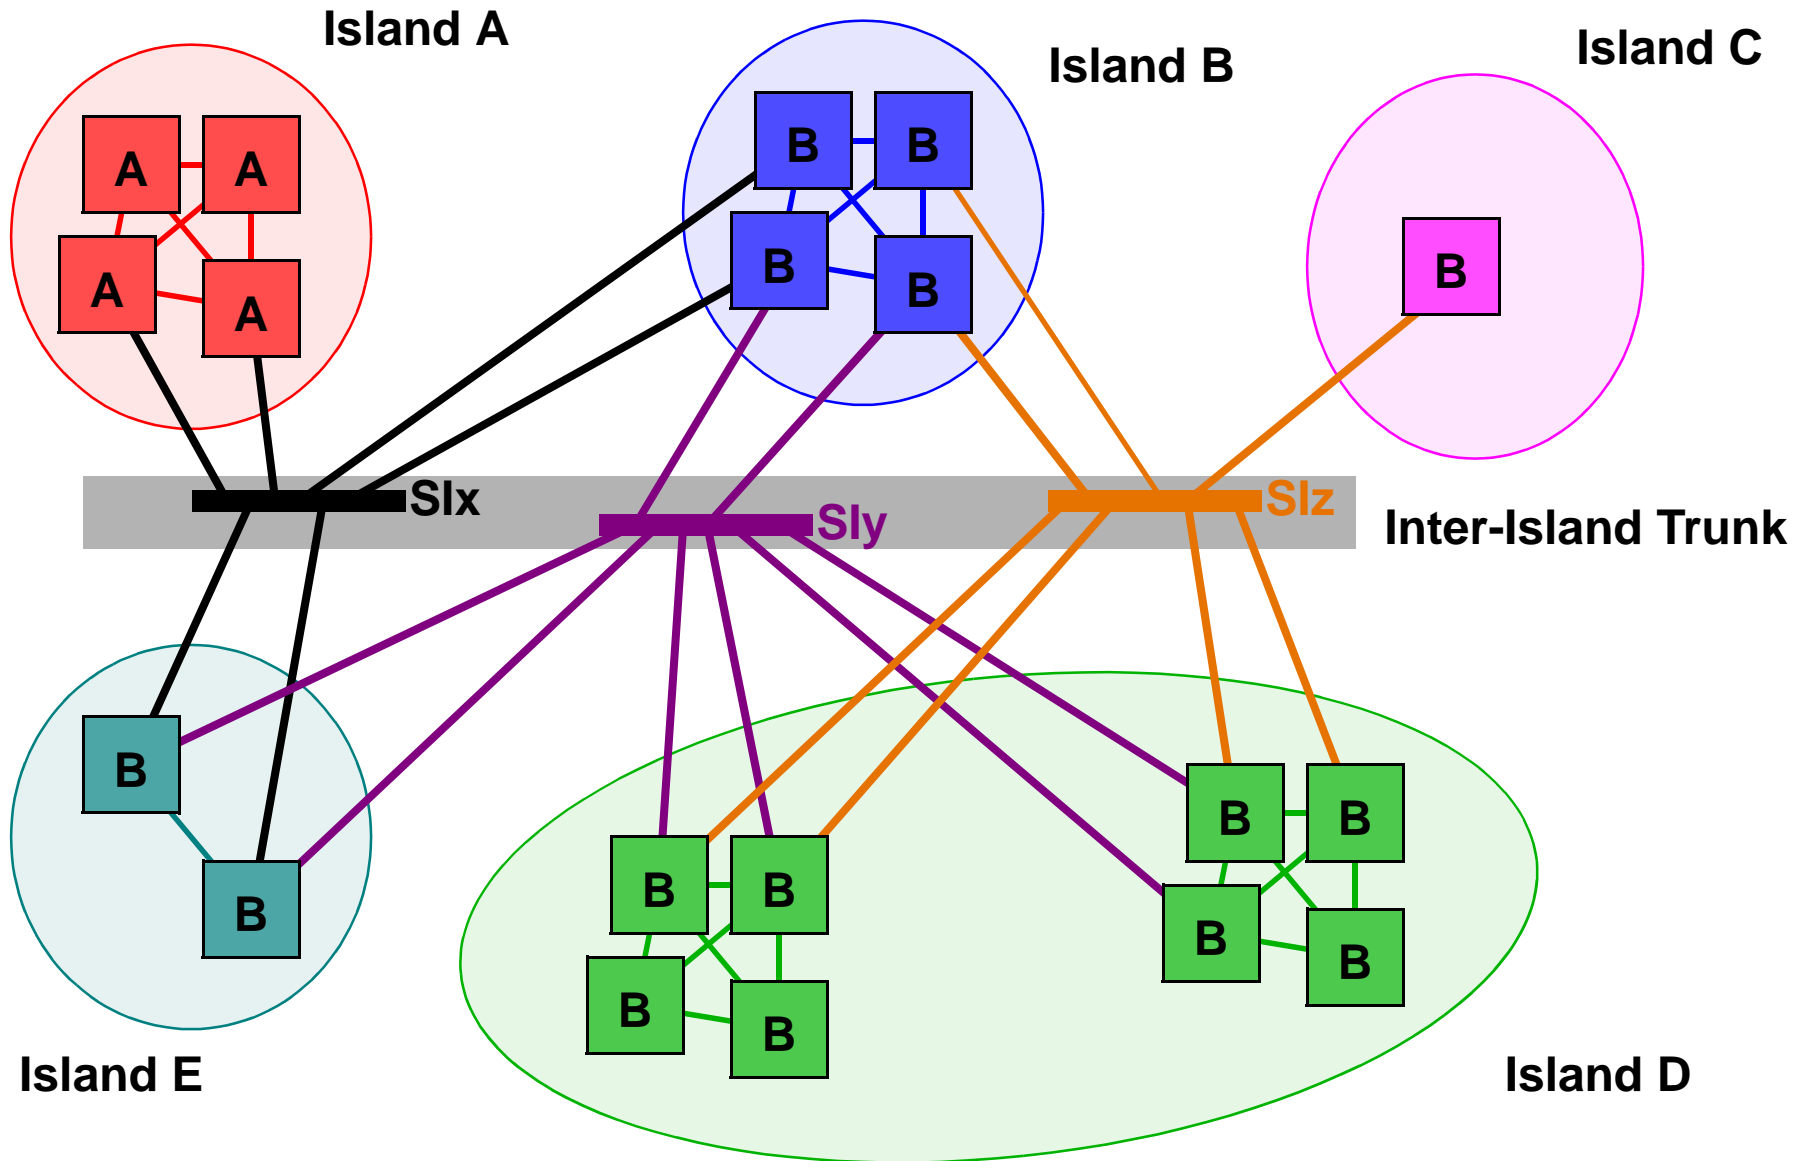 Island A
Island B
Island C
A A
A A
B B
B B
B
SIx
SIy
SIz
Inter-Island Trunk
B
B
B B
B B
B B
B B
Island E
Island D